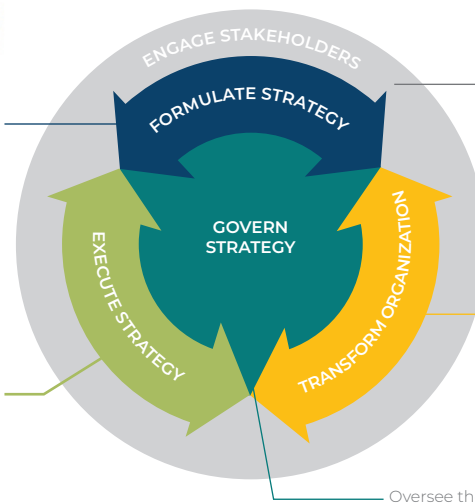 ENGAGE STAKEHOLDERS
FORMULATE STRATEGY
GOVERN
STRATEGY
EXECUTE STRATEGY
TRANSFORM ORGANIZATION
Oversee th